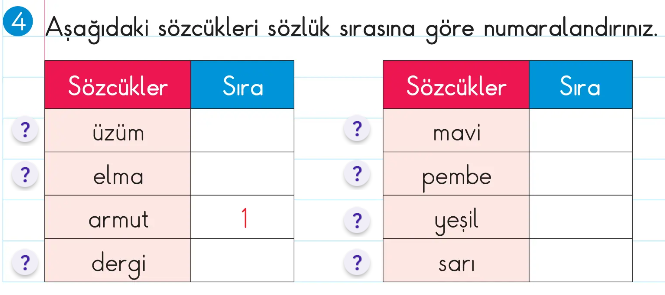 4 Aşağıdaki sözcükleri sözlük sırasına göre numaralandırınız.
Sözcükler Sıra
? üzüm
? elma
armut 1
? dergi
Sözcükler Sıra
? mavi
? pembe
? yeşil
? sarı